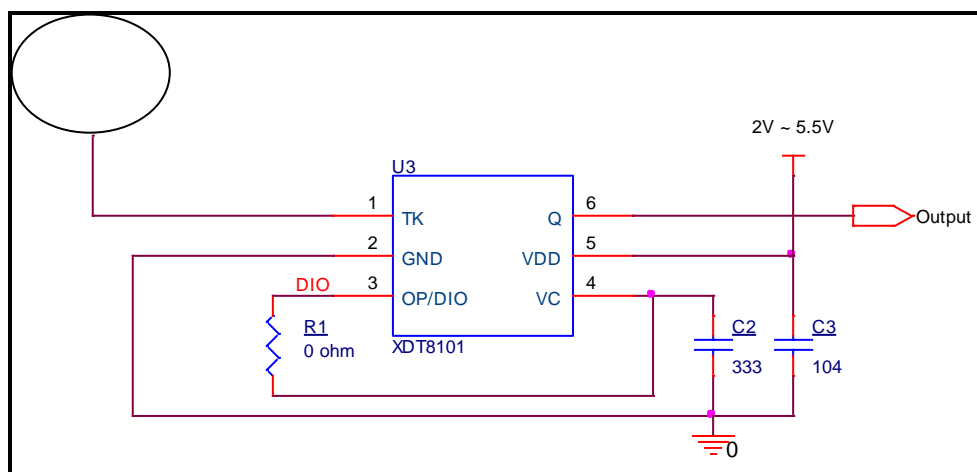 2V ~ 5.5V
U3
1
TK
Q
6
Output
2
GND
VDD
5
DIO
3
OP/DIO
VC
4
R1
0 ohm
XDT8101
C2
333
C3
104
0